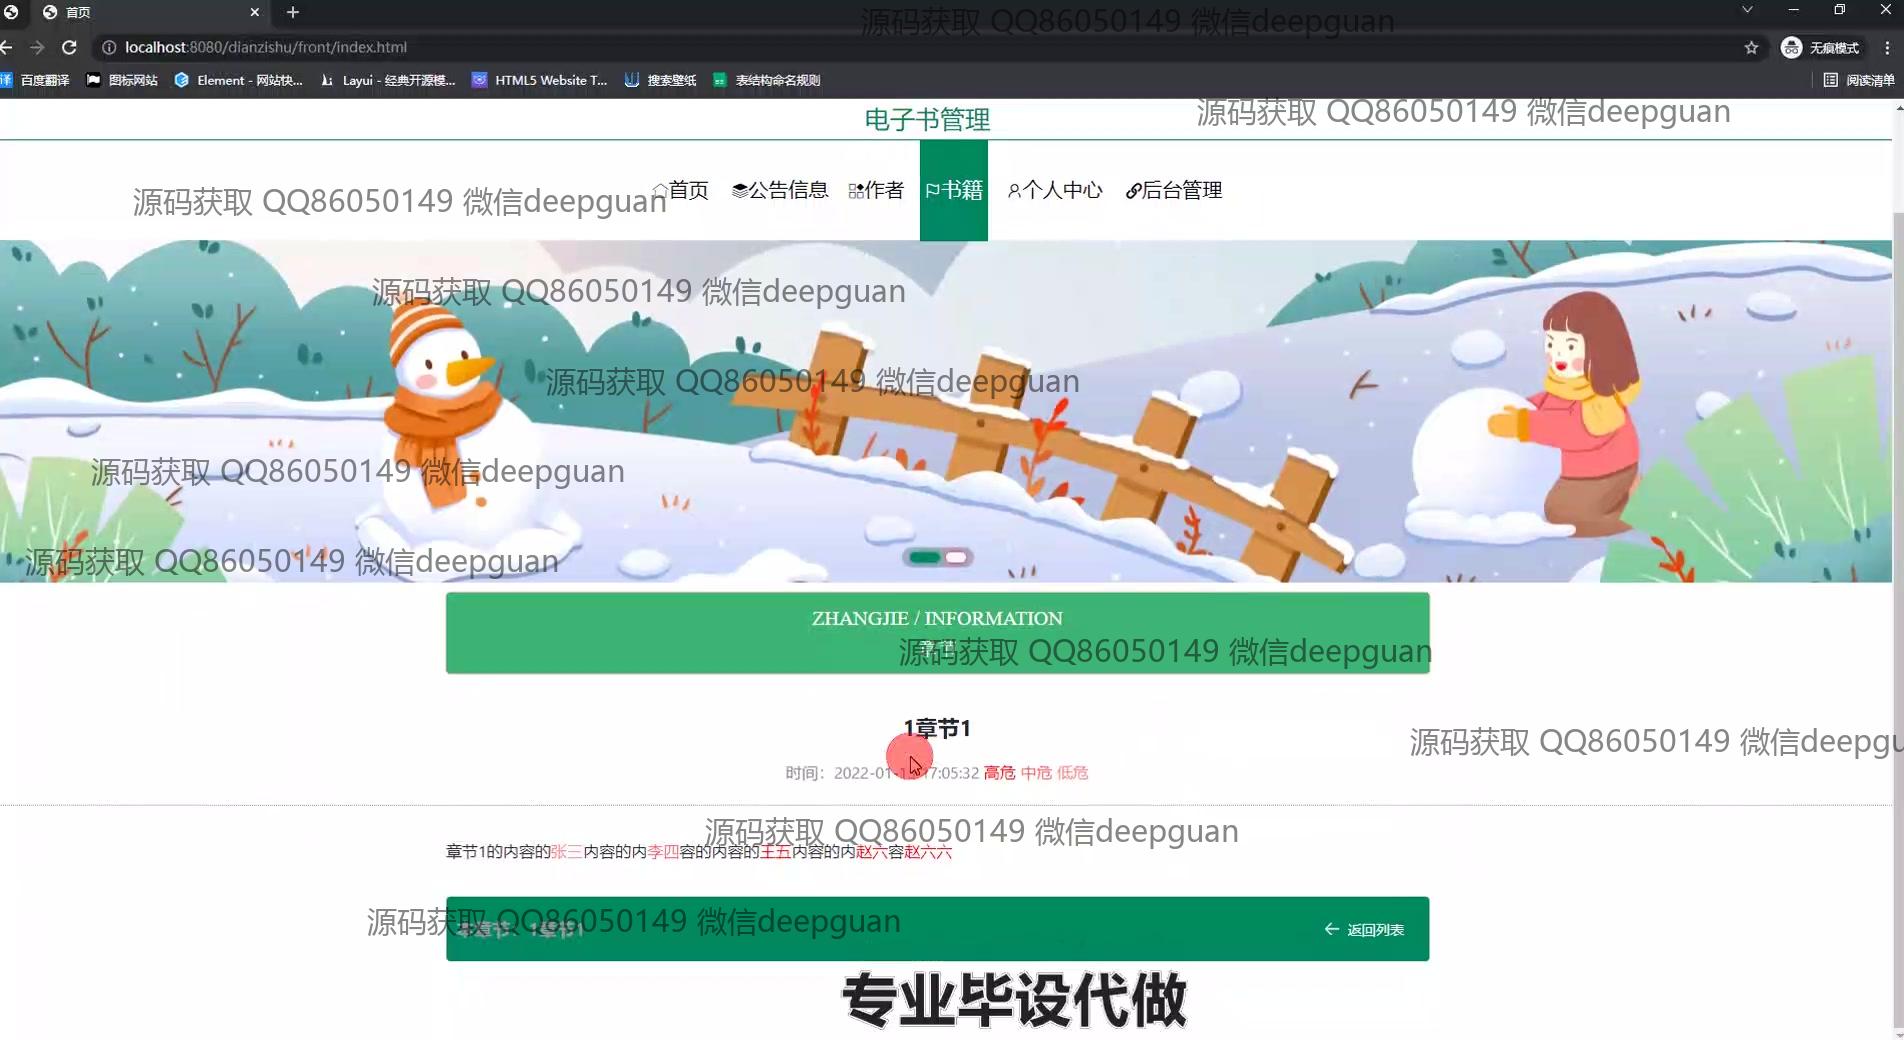 首页
源码获取 QQ86050149 微信deepguan
localhost:8080/dianzishu/front/index.html
无痕模式
百度翻译 图标网站 Element - 网站快... Layui - 经典开源模... HTML5 Website T... 搜索壁纸 表结构命名规则 阅读清单
电子书管理
源码获取 QQ86050149 微信deepguan
首页 公告信息 作者 书籍 个人中心 后台管理
源码获取 QQ86050149 微信deepguan
源码获取 QQ86050149 微信deepguan
源码获取 QQ86050149 微信deepguan
源码获取 QQ86050149 微信deepguan
源码获取 QQ86050149 微信deepguan
ZHANGJIE / INFORMATION
章节
源码获取 QQ86050149 微信deepguan
1章节1
源码获取 QQ86050149 微信deepgu
时间：2022-01-1 7:05:32 高危 中危 低危
源码获取 QQ86050149 微信deepguan
章节1的内容的张三内容的内李四容的内容的王五内容的内赵六容赵六六
源码获取 QQ86050149 微信deepguan
1章节1
返回列表
专业毕设代做